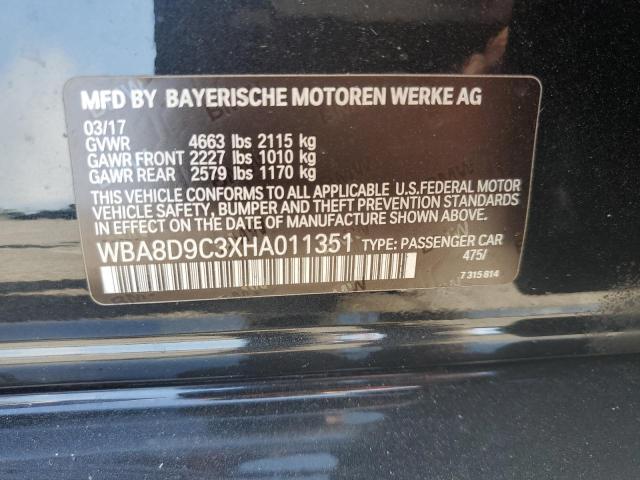 MFD BY BAYERISCHE MOTOREN WERKE AG
03/17
GVWR 4663 lbs 2115 kg
GAWR FRONT 2227 lbs 1010 kg
GAWR REAR 2579 lbs 1170 kg
THIS VEHICLE CONFORMS TO ALL APPLICABLE U.S.FEDERAL MOTOR
VEHICLE SAFETY, BUMPER AND THEFT PREVENTION STANDARDS
IN EFFECT ON THE DATE OF MANUFACTURE SHOWN ABOVE.
WBA8D9C3XHA011351 TYPE: PASSENGER CAR
475/
7 315 814